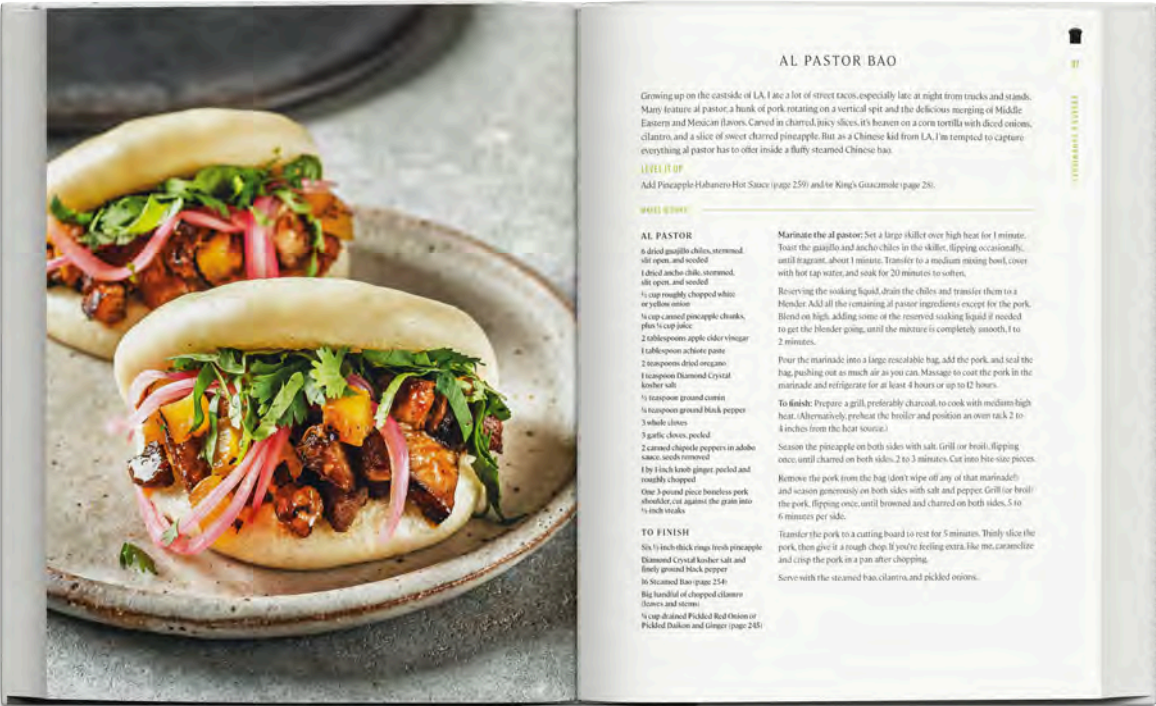 AL PASTOR BAO
Growing up on the eastside of LA, I ate a lot of street tacos, especially late at night from trucks and stands.
Many feature al pastor, a hunk of pork rotating on a vertical spit and the delicious merging of Middle
Eastern and Mexican flavors. Carved in charred, juicy slices, it's heaven on a corn tortilla with diced onions,
cilantro, and a slice of sweet charred pineapple. But as a Chinese kid from LA, I'm tempted to capture
everything al pastor has to offer inside a fluffy steamed Chinese bao.
LEVEL IT UP
Add Pineapple-Habanero Hot Sauce (page 259) and/or King's Guacamole (page 28).
AL PASTOR
6 dried guajillo chiles, stemmed,
slit open, and seeded
1 dried ancho chile, stemmed,
slit open, and seeded
½ cup roughly chopped white
or yellow onion
cup canned pineapple chunks,
plus ¼ cup juice
2 tablespoons apple cider vinegar
1 tablespoon achiote paste
2 teaspoons dried oregano
1 teaspoon Diamond Crystal
kosher salt
½ teaspoon ground cumin
¼ teaspoon ground black pepper
3 whole cloves
3 garlic cloves, peeled
2 canned chipotle peppers in adobo
sauce, seeds removed
1 by 1-inch knob ginger, peeled and
roughly chopped
One 3-pound piece boneless pork
shoulder, cut against the grain into
½-inch steaks
TO FINISH
Six ½-inch-thick rings fresh pineapple
Diamond Crystal kosher salt and
finely ground black pepper
16 Steamed Bao (page 254)
Big handful of chopped cilantro
(leaves and stems)
cup drained Pickled Red Onion or
Pickled Daikon and Ginger (page 245)
Marinate the al pastor: Set a large skillet over high heat for 1 minute.
Toast the guajillo and ancho chiles in the skillet, flipping occasionally,
until fragrant, about 1 minute. Transfer to a medium mixing bowl, cover
with hot tap water, and soak for 20 minutes to soften.
Reserving the soaking liquid, drain the chiles and transfer them to a
blender. Add all the remaining al pastor ingredients except for the pork.
Blend on high, adding some of the reserved soaking liquid if needed
to get the blender going, until the mixture is completely smooth, 1 to
2 minutes.
Pour the marinade into a large resealable bag, add the pork, and seal the
bag, pushing out as much air as you can. Massage to coat the pork in the
marinade and refrigerate for at least 4 hours or up to 12 hours.
To finish: Prepare a grill, preferably charcoal, to cook with medium-high
heat. (Alternatively, preheat the broiler and position an oven rack 2 to
4 inches from the heat source.)
Season the pineapple on both sides with salt. Grill (or broil), flipping
once, until charred on both sides, 2 to 3 minutes. Cut into bite-size pieces.
Remove the pork from the bag (don't wipe off any of that marinade!)
and season generously on both sides with salt and pepper. Grill (or broil)
the pork, flipping once, until browned and charred on both sides, 5 to
6 minutes per side.
Transfer the pork to a cutting board to rest for 5 minutes. Thinly slice the
pork, then give it a rough chop. If you're feeling extra, like me, caramelize
and crisp the pork in a pan after chopping.
Serve with the steamed bao, cilantro, and pickled onions.